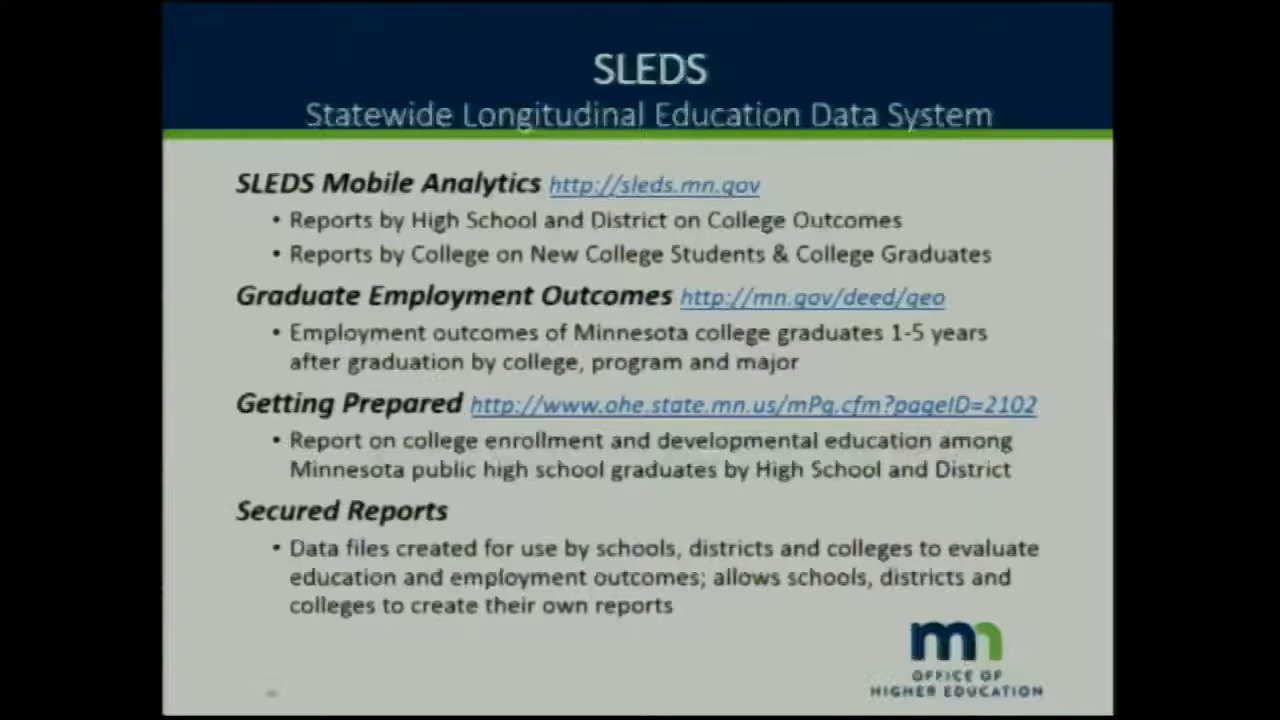 SLEDS
Statewide Longitudinal Education Data System
SLEDS Mobile Analytics http://sleds.mn.gov
• Reports by High School and District on College Outcomes
• Reports by College on New College Students & College Graduates
Graduate Employment Outcomes http://mn.gov/deed/geo
• Employment outcomes of Minnesota college graduates 1-5 years
after graduation by college, program and major
Getting Prepared http://www.ohe.state.mn.us/mPg.cfm?pageID=2102
• Report on college enrollment and developmental education among
Minnesota public high school graduates by High School and District
Secured Reports
• Data files created for use by schools, districts and colleges to evaluate
education and employment outcomes; allows schools, districts and
colleges to create their own reports
mn
OFFICE OF
HIGHER EDUCATION